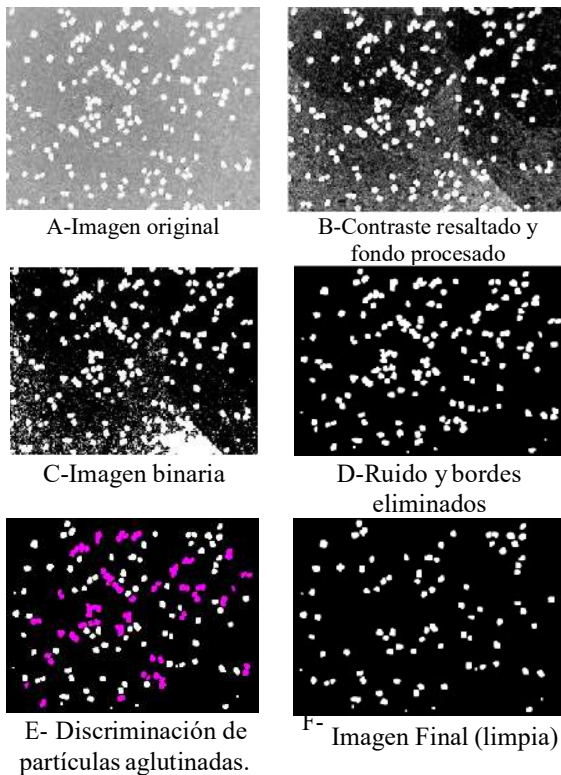 A-Imagen original
B-Contraste resaltado y
fondo procesado
C-Imagen binaria
D-Ruido y bordes
eliminados
E- Discriminación de
partículas aglutinadas.
F- Imagen Final (limpia)